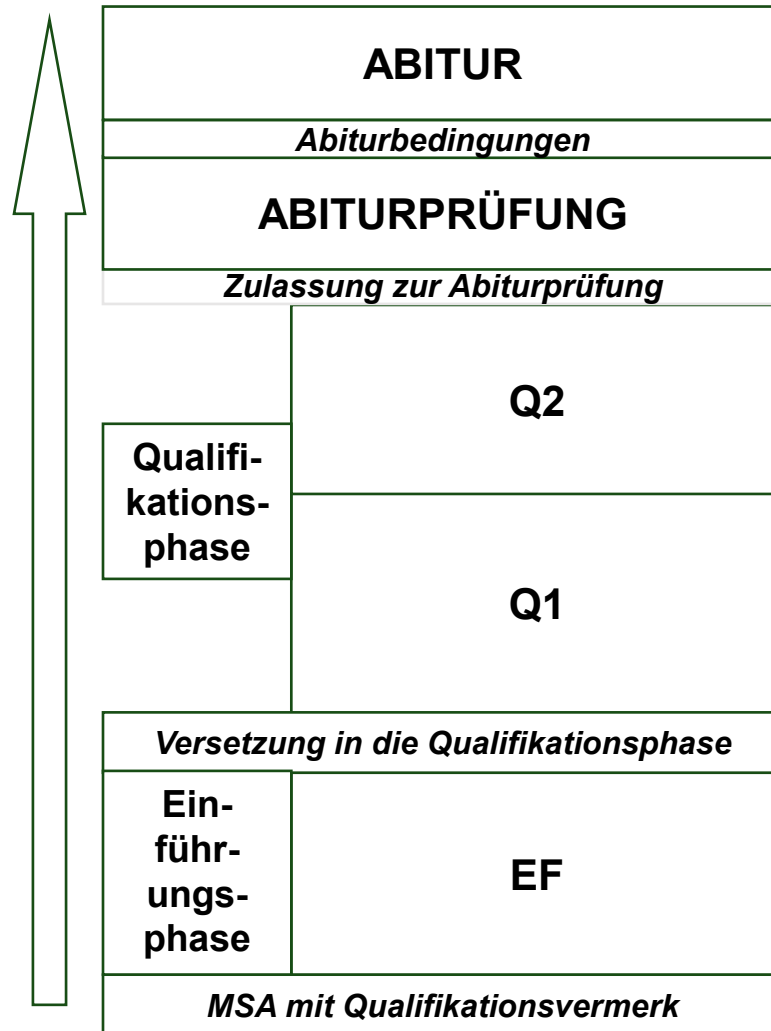 ABITUR
Abiturbedingungen
ABITURPRÜFUNG
Zulassung zur Abiturprüfung
Q2
Qualifi-
kations-
phase
Q1
Versetzung in die Qualifikationsphase
Ein-
führ-
ungs-
phase
EF
MSA mit Qualifikationsvermerk